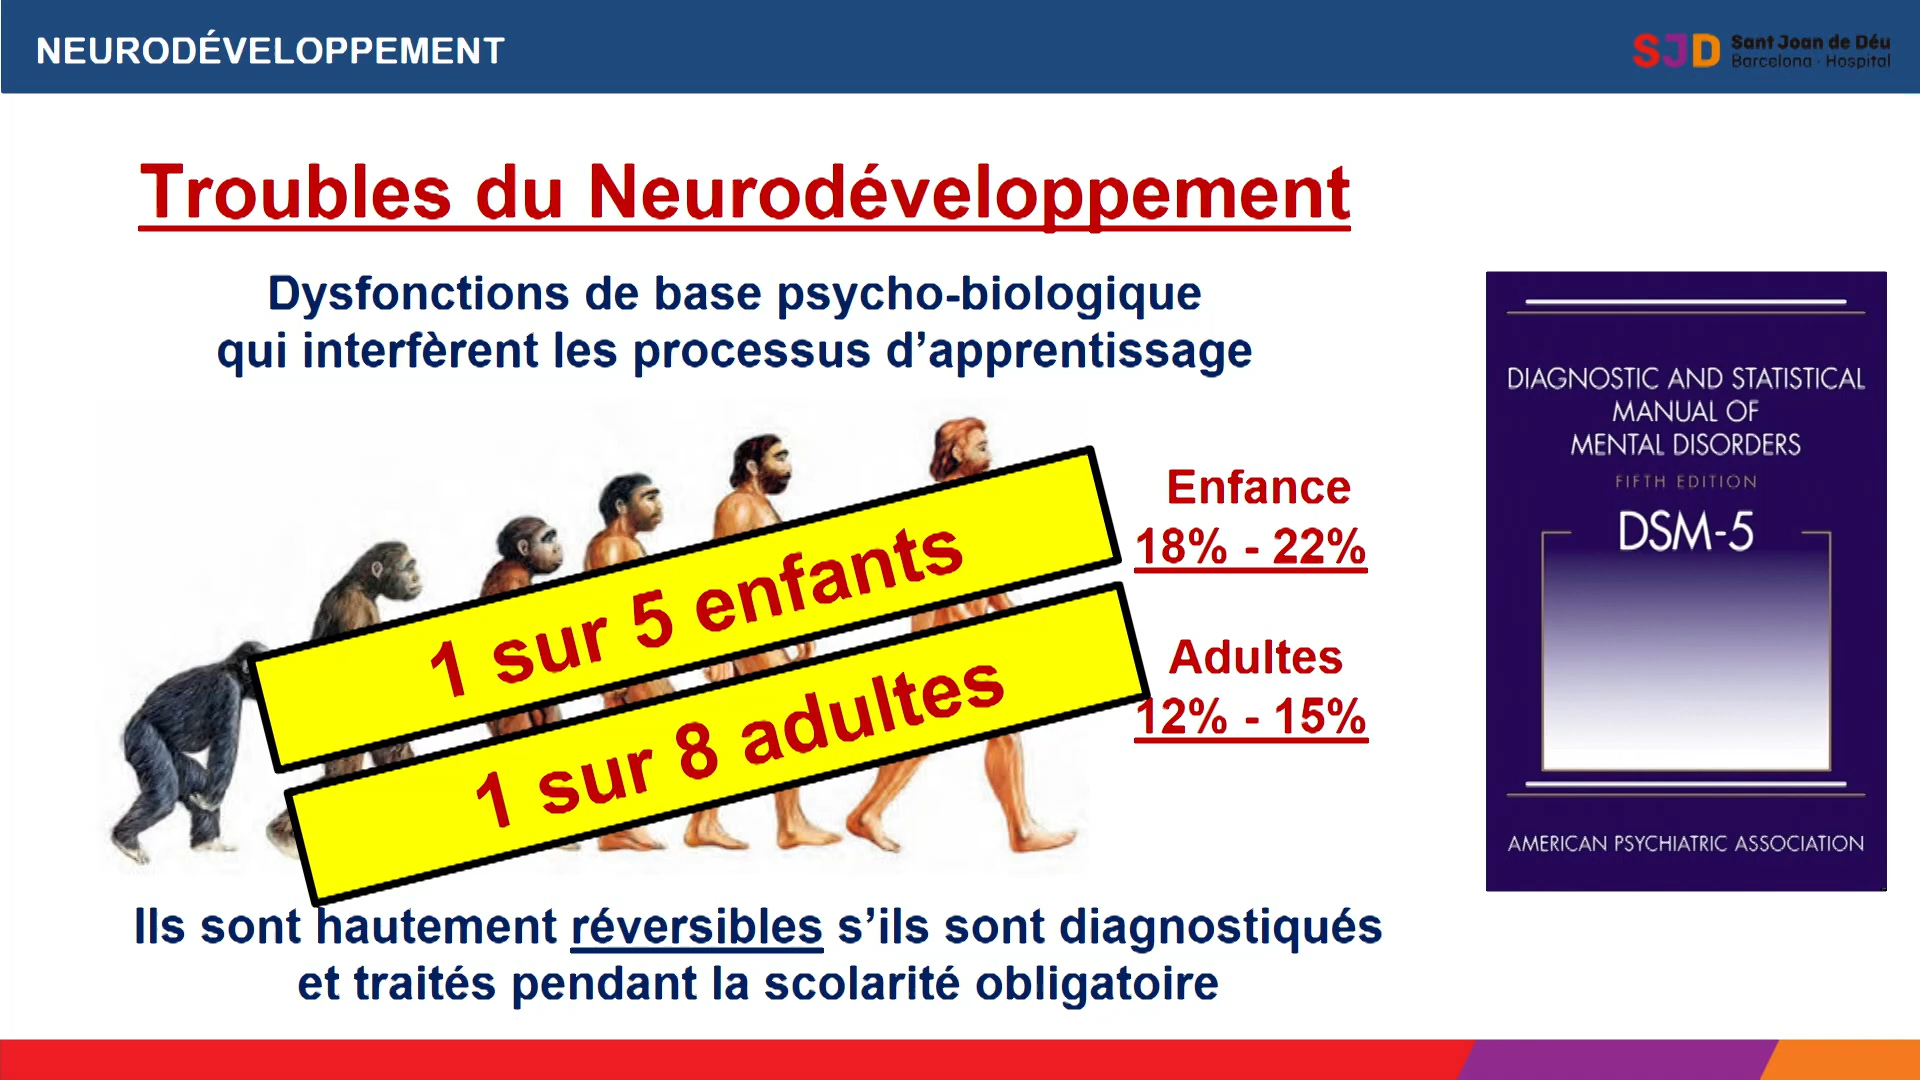 NEURODÉVELOPPEMENT
SJD Sant Joan de Déu
Barcelona · Hospital
Troubles du Neurodéveloppement
Dysfonctions de base psycho-biologique
qui interfèrent les processus d’apprentissage
1 sur 5 enfants
1 sur 8 adultes
Enfance
18% - 22%
Adultes
12% - 15%
DIAGNOSTIC AND STATISTICAL
MANUAL OF
MENTAL DISORDERS
FIFTH EDITION
DSM-5
AMERICAN PSYCHIATRIC ASSOCIATION
Ils sont hautement réversibles s’ils sont diagnostiqués
et traités pendant la scolarité obligatoire